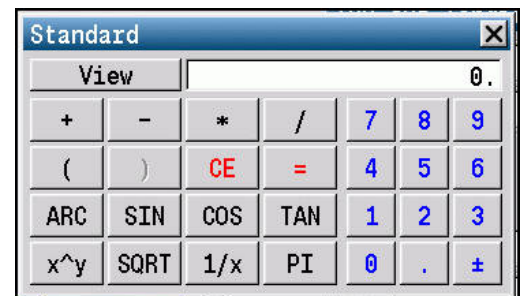 Standard
View 0.
+ - * / 7 8 9
( ) CE = 4 5 6
ARC SIN COS TAN 1 2 3
x^y SQRT 1/x PI 0 . ±